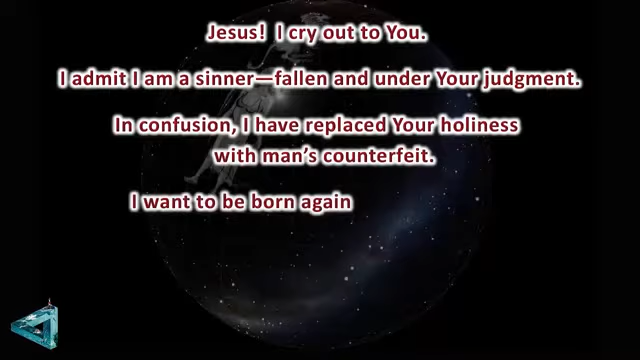 Jesus!  I cry out to You.
I admit I am a sinner—fallen and under Your judgment.
In confusion, I have replaced Your holiness
with man’s counterfeit.
I want to be born again